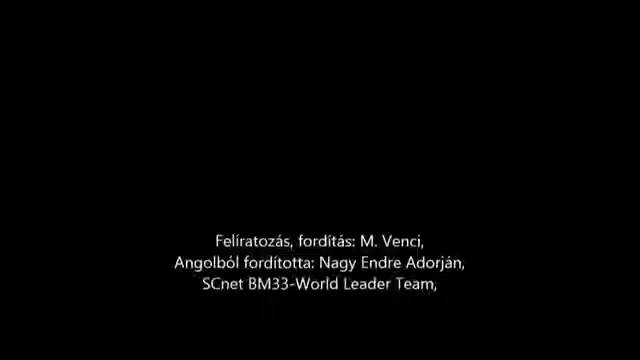 Felíratozás, fordítás: M. Venci,
Angolból fordította: Nagy Endre Adorján,
SCnet BM33-World Leader Team,